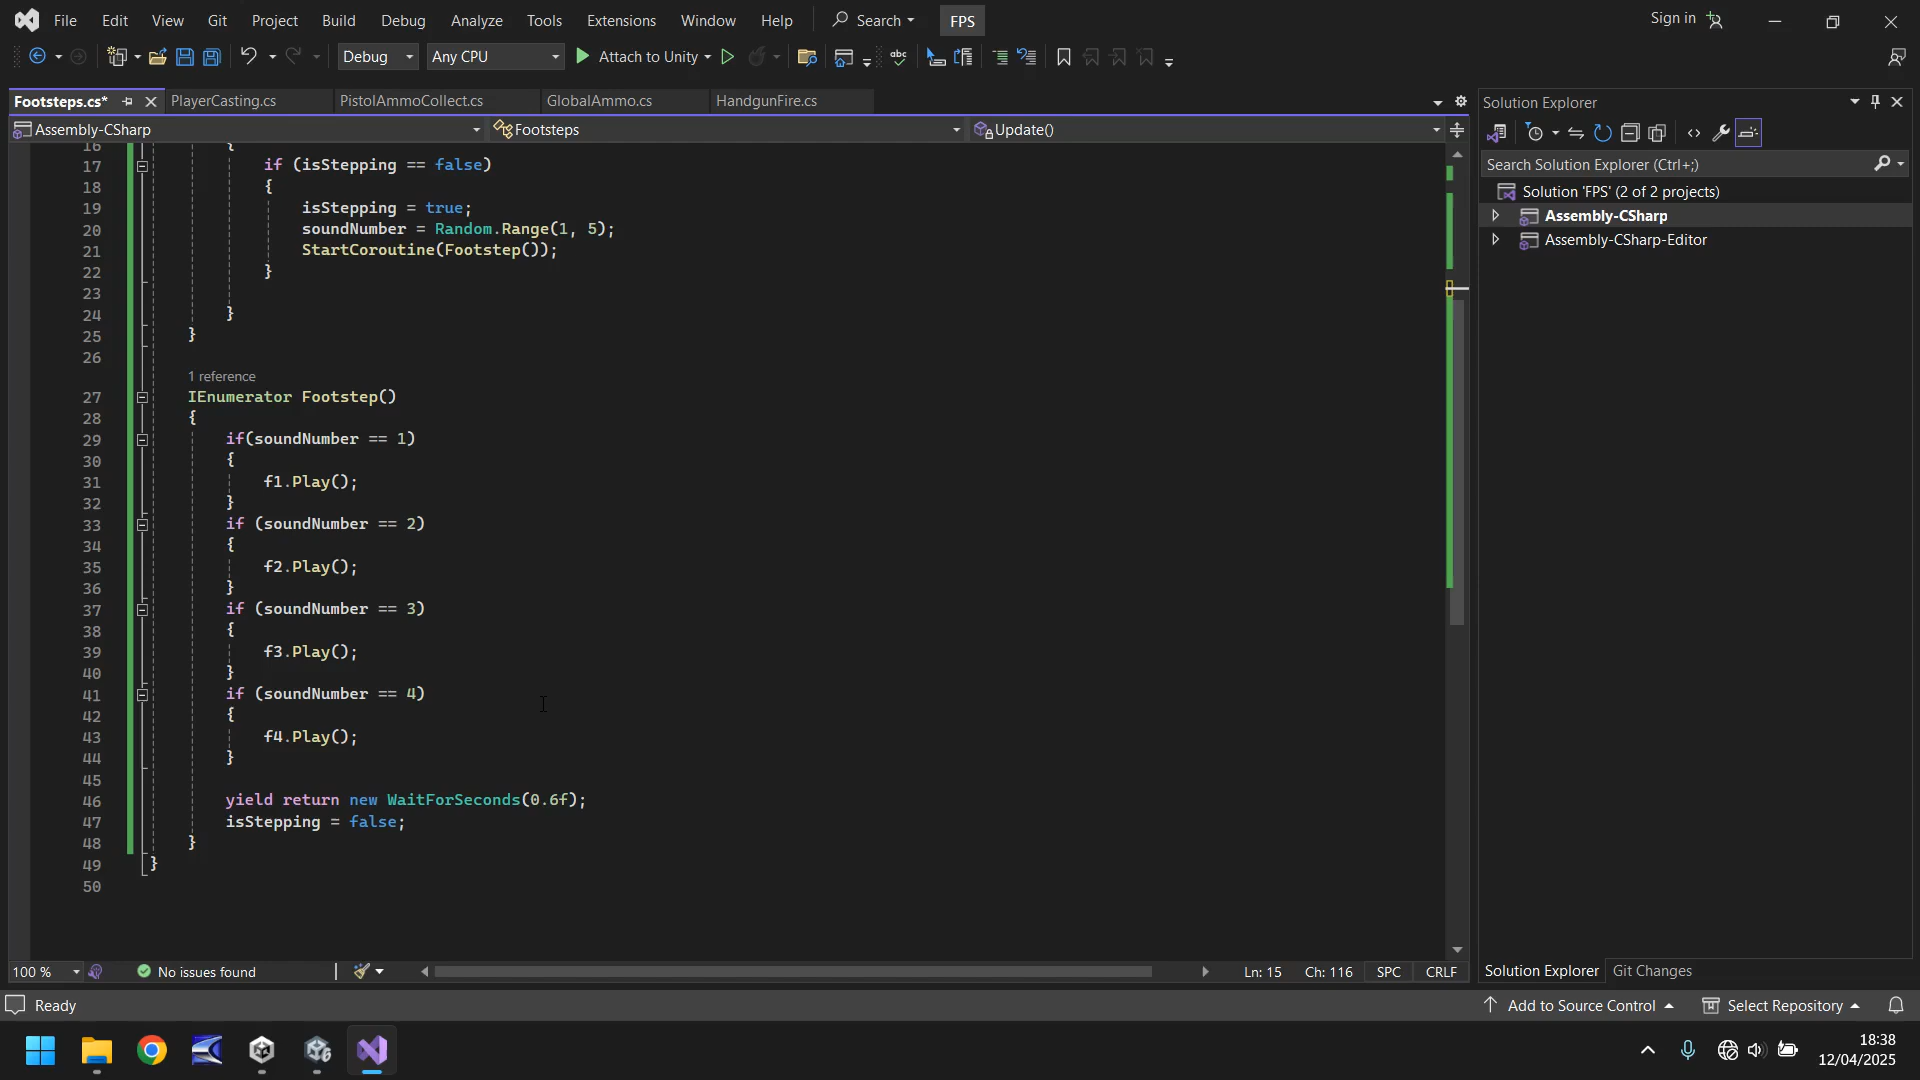 File Edit View Git Project Build Debug Analyze Tools Extensions Window Help Search FPS Sign in
Debug Any CPU Attach to Unity
Footsteps.cs* PlayerCasting.cs PistolAmmoCollect.cs GlobalAmmo.cs HandgunFire.cs
Assembly-CSharp Footsteps Update()
16 {
17 if (isStepping == false)
18 {
19 isStepping = true;
20 soundNumber = Random.Range(1, 5);
21 StartCoroutine(Footstep());
22 }
23
24 }
25 }
26
1 reference
27 IEnumerator Footstep()
28 {
29 if(soundNumber == 1)
30 {
31 f1.Play();
32 }
33 if (soundNumber == 2)
34 {
35 f2.Play();
36 }
37 if (soundNumber == 3)
38 {
39 f3.Play();
40 }
41 if (soundNumber == 4)
42 {
43 f4.Play();
44 }
45
46 yield return new WaitForSeconds(0.6f);
47 isStepping = false;
48 }
49 }
50
100 % No issues found Ln: 15 Ch: 116 SPC CRLF
Solution Explorer
Search Solution Explorer (Ctrl+;)
Solution 'FPS' (2 of 2 projects)
Assembly-CSharp
Assembly-CSharp-Editor
Solution Explorer Git Changes
Ready Add to Source Control Select Repository
18:38
12/04/2025